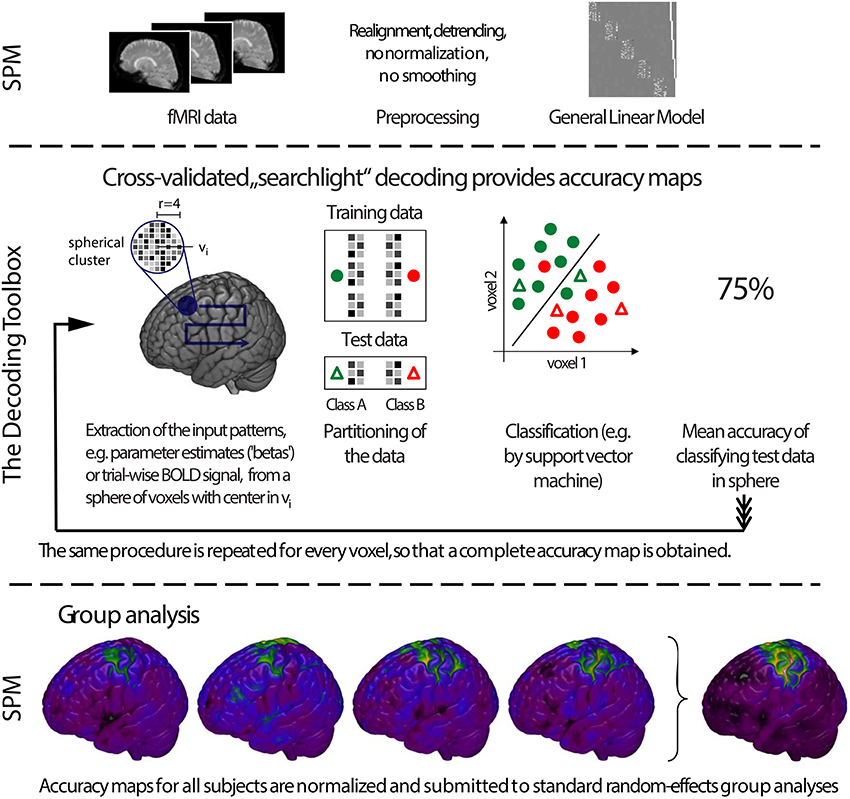 SPM
Realignment, detrending,
no normalization,
no smoothing
fMRI data
Preprocessing
General Linear Model
The Decoding Toolbox
Cross-validated „searchlight“ decoding provides accuracy maps
r=4
vi
spherical
cluster
Training data
Test data
Class A
Class B
voxel 2
voxel 1
75%
Extraction of the input patterns,
e.g. parameter estimates ('betas')
or trial-wise BOLD signal, from a
sphere of voxels with center in vi
Partitioning of
the data
Classification (e.g.
by support vector
machine)
Mean accuracy of
classifying test data
in sphere
The same procedure is repeated for every voxel, so that a complete accuracy map is obtained.
SPM
Group analysis
Accuracy maps for all subjects are normalized and submitted to standard random-effects group analyses